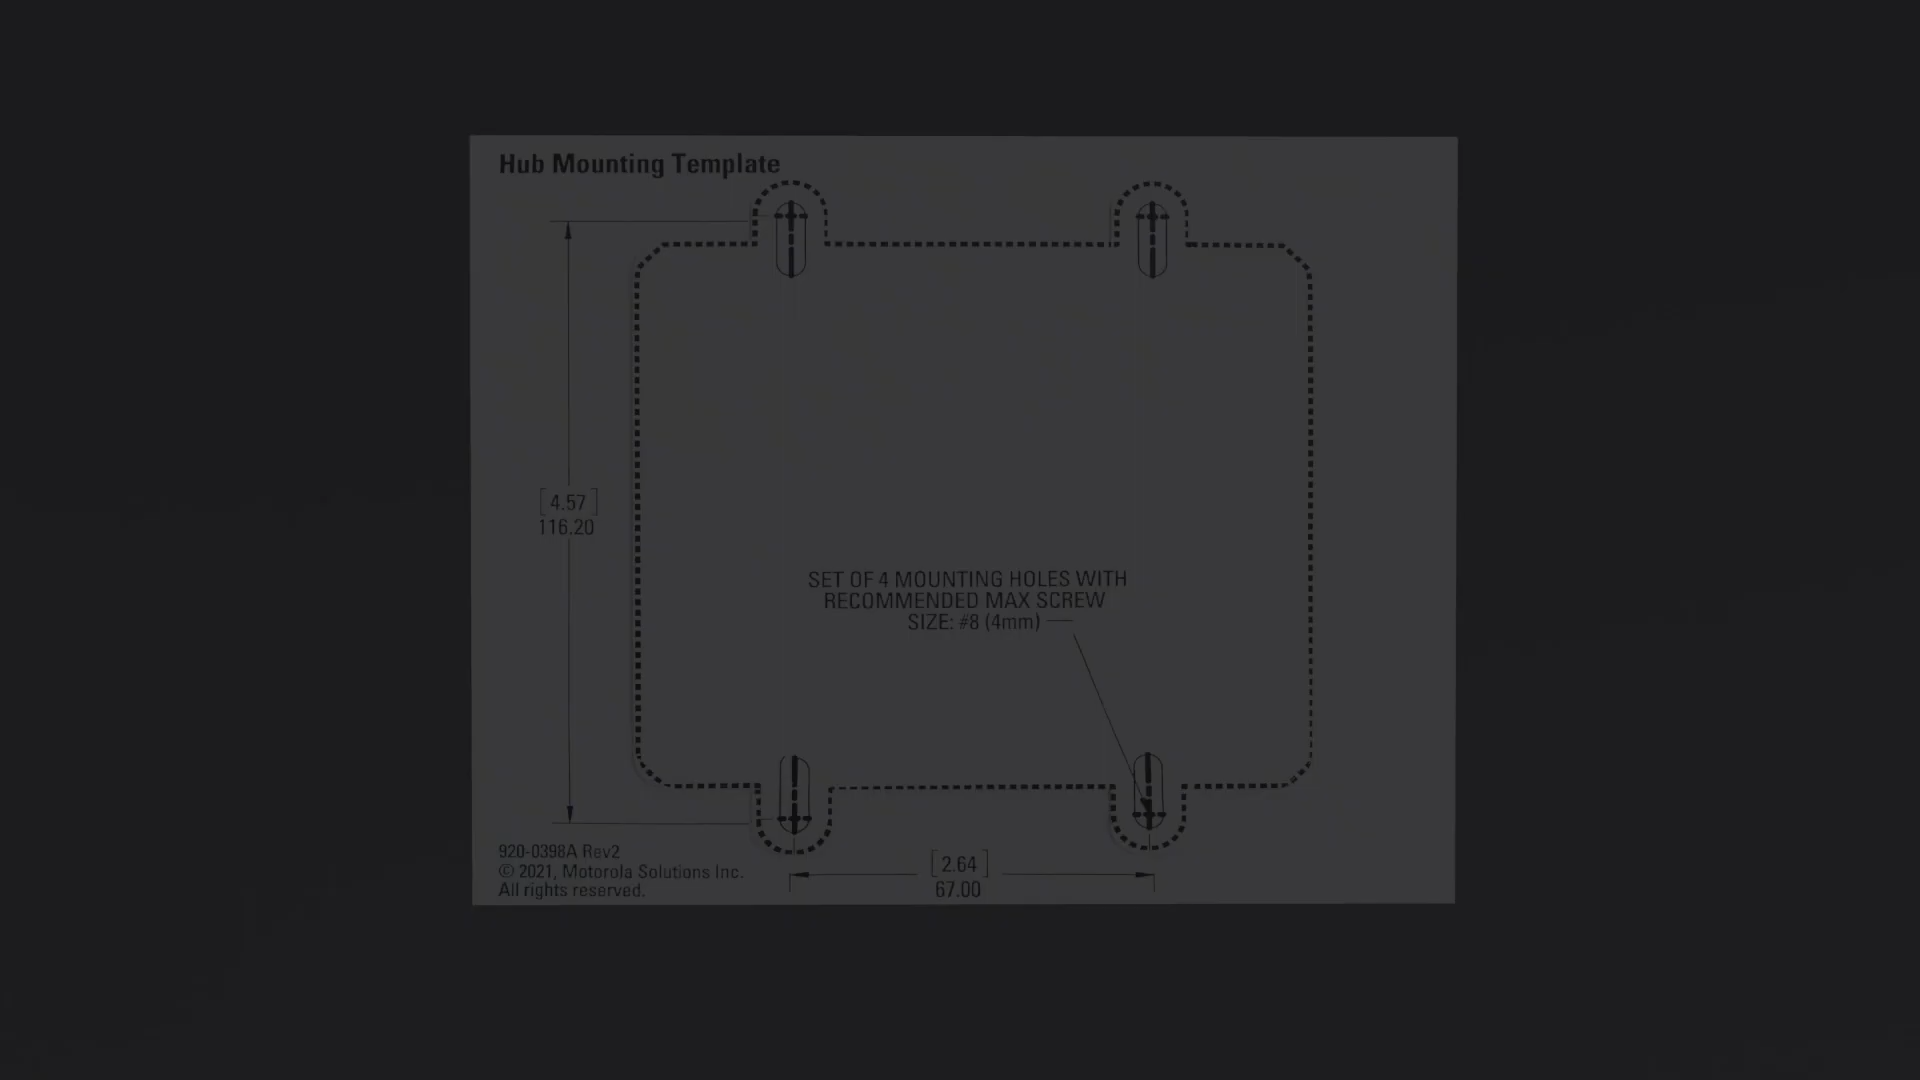 Hub Mounting Template
[4.57]
116.20
SET OF 4 MOUNTING HOLES WITH
RECOMMENDED MAX SCREW
SIZE: #8 (4mm)
920-0398A Rev2
© 2021, Motorola Solutions Inc.
All rights reserved.
[2.64]
67.00